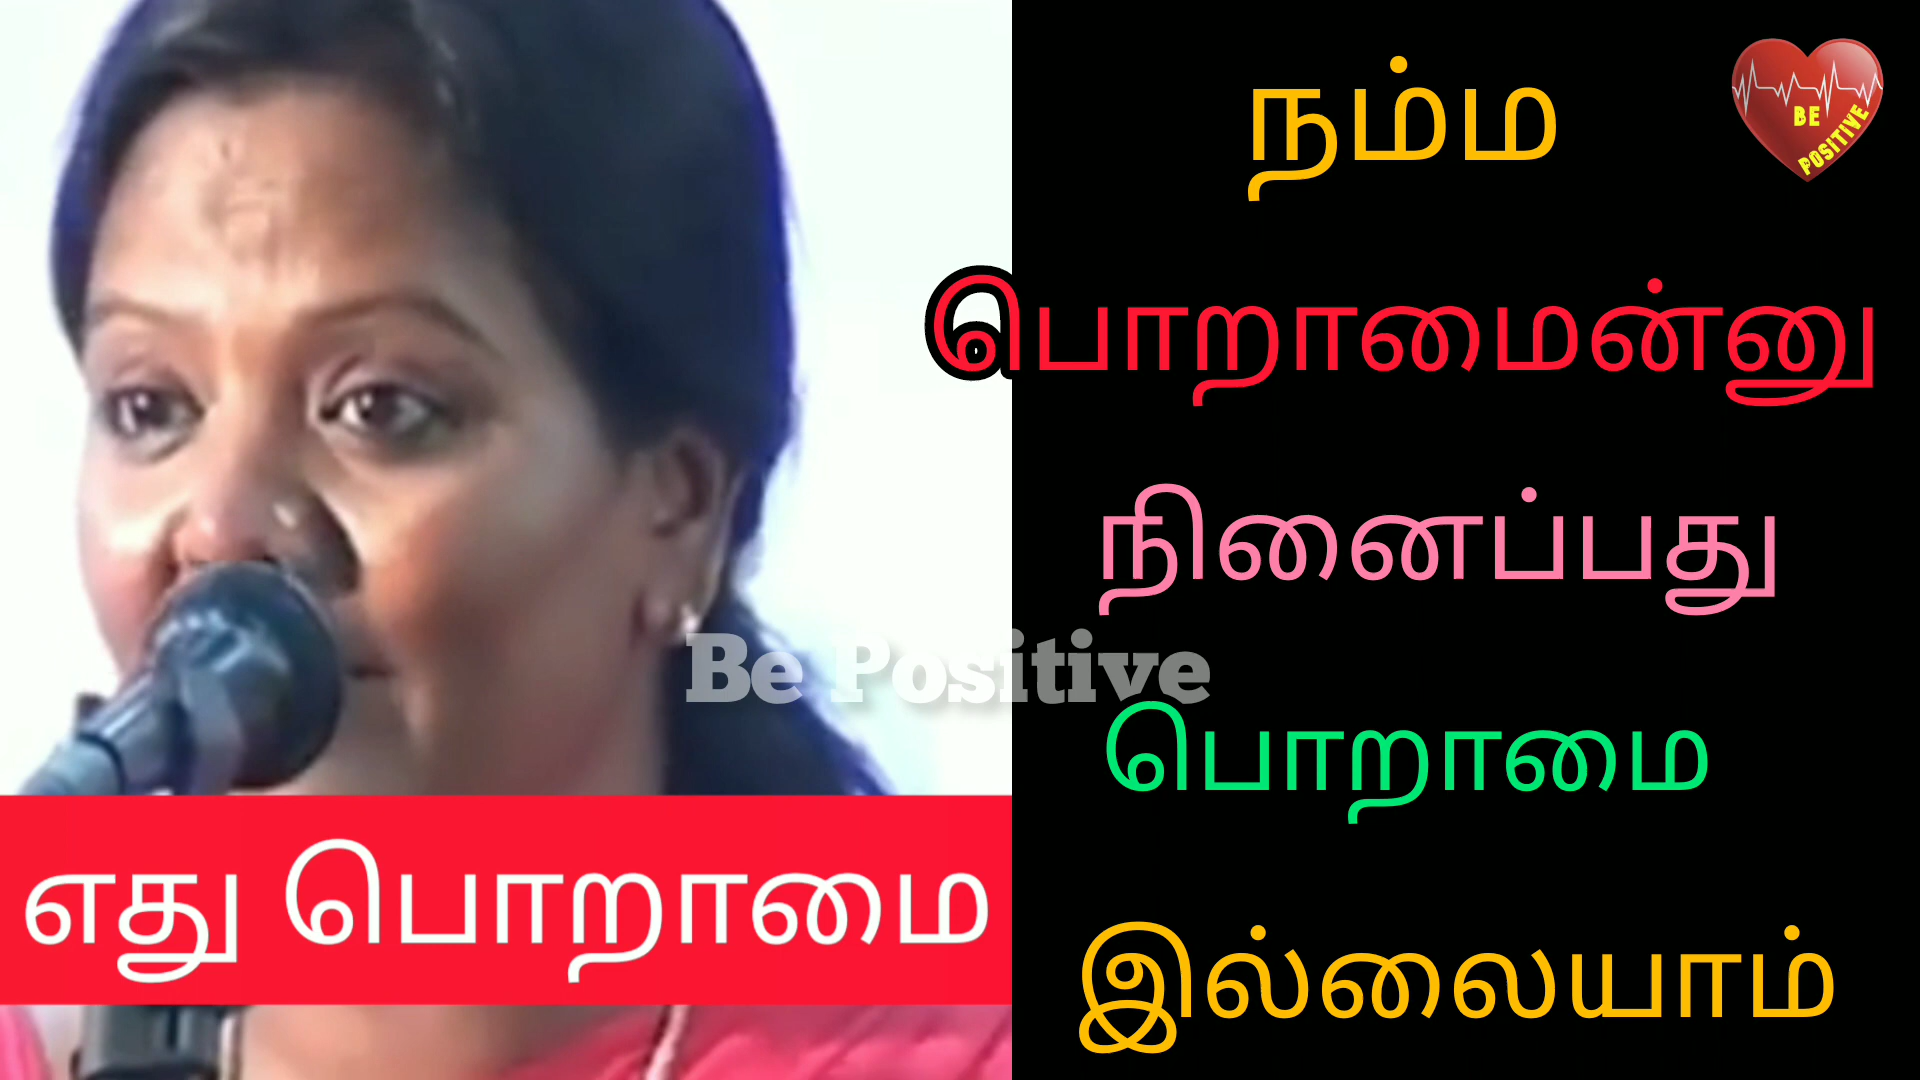 நம்ம
BE
POSITIVE
பொறாமைன்னு
நினைப்பது
Be Positive
பொறாமை
எது பொறாமை
இல்லையாம்